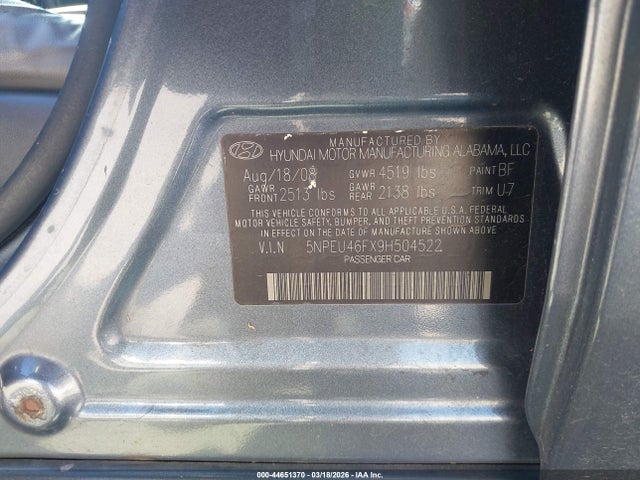 MANUFACTURED BY
HYUNDAI MOTOR MANUFACTURING ALABAMA, LLC
Aug/18/08 GVWR 4519 lbs PAINT BF
GAWR FRONT 2513 lbs GAWR REAR 2138 lbs TRIM U7
THIS VEHICLE CONFORMS TO ALL APPLICABLE U.S.A. FEDERAL
MOTOR VEHICLE SAFETY, BUMPER, AND THEFT PREVENTION STANDARDS
IN EFFECT ON THE DATE OF MANUFACTURE SHOWN ABOVE.
V.I.N 5NPEU46FX9H504522
PASSENGER CAR
000-44651370 - 03/18/2026 - IAA Corp.